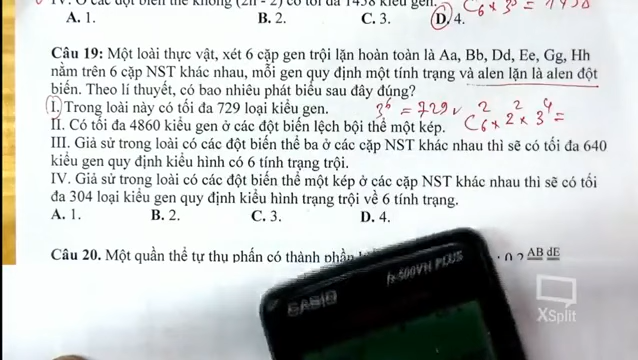 IV. Ở các đột biến thể không (2n - 2) có tối đa 1458 kiểu gen. C 6 x 3⁵ = 1458
A. 1. B. 2. C. 3. D. 4.
Câu 19: Một loài thực vật, xét 6 cặp gen trội lặn hoàn toàn là Aa, Bb, Dd, Ee, Gg, Hh
nằm trên 6 cặp NST khác nhau, mỗi gen quy định một tính trạng và alen lặn là alen đột
biến. Theo lí thuyết, có bao nhiêu phát biểu sau đây đúng?
I. Trong loài này có tối đa 729 loại kiểu gen. 3⁶ = 729 v
II. Có tối đa 4860 kiểu gen ở các đột biến lệch bội thể một kép. C²₆ x 2² x 3⁴ =
III. Giả sử trong loài có các đột biến thể ba ở các cặp NST khác nhau thì sẽ có tối đa 640
kiểu gen quy định kiểu hình có 6 tính trạng trội.
IV. Giả sử trong loài có các đột biến thể một kép ở các cặp NST khác nhau thì sẽ có tối
đa 304 loại kiểu gen quy định kiểu hình trạng trội về 6 tính trạng.
A. 1. B. 2. C. 3. D. 4.
Câu 20. Một quần thể tự thụ phấn có thành phần AB dE
CASIO fx-500VN PLUS
XSplit